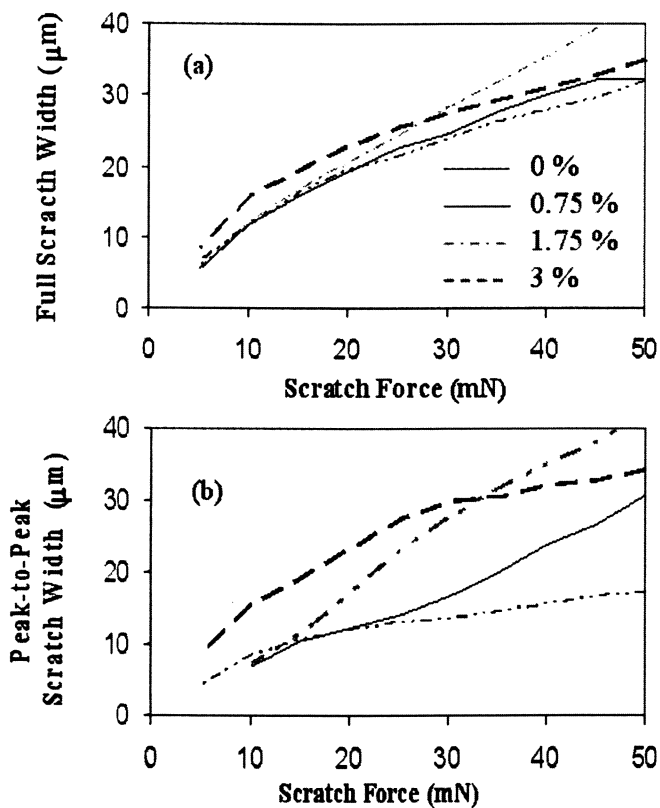 40
30
20
10
0
Full Scracth Width (μm)
(a)
0 %
0.75 %
1.75 %
3 %
0 10 20 30 40 50
Scratch Force (mN)
40
30
20
10
0
Peak-to-Peak
Scratch Width (μm)
(b)
0 10 20 30 40 50
Scratch Force (mN)